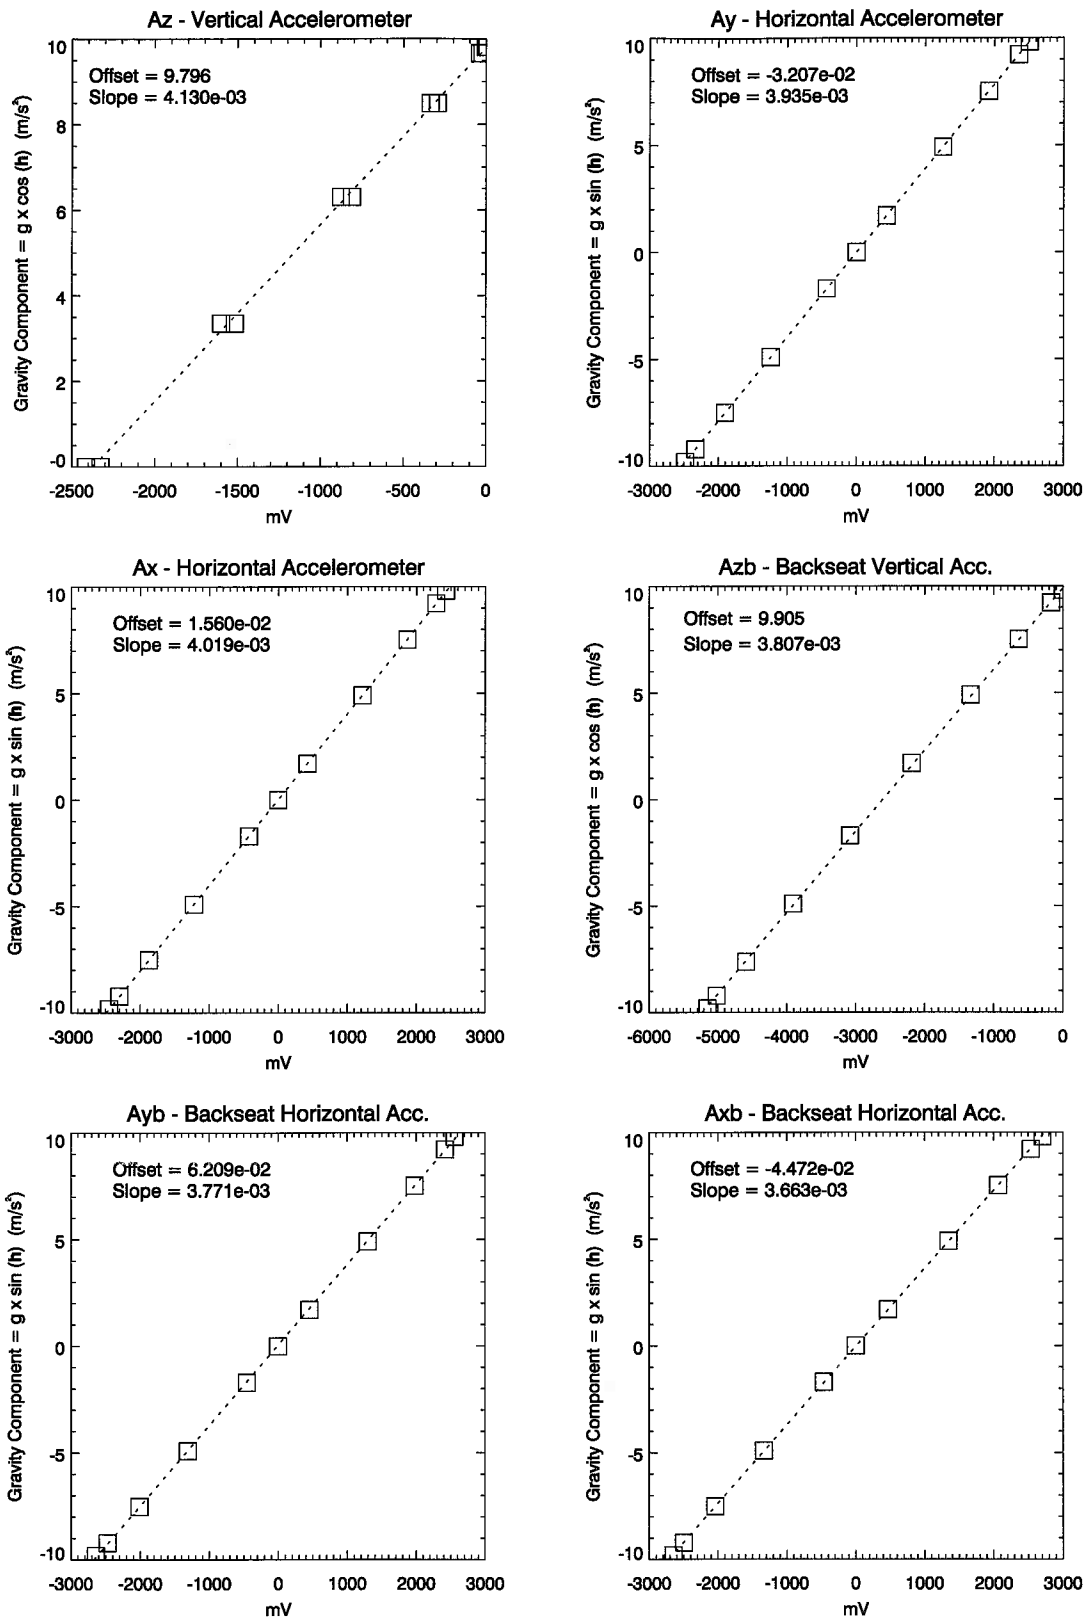 Az - Vertical Accelerometer
Offset = 9.796
Slope = 4.130e-03
10
8
6
4
2
-0
Gravity Component = g x cos (h) (m/s²)
-2500 -2000 -1500 -1000 -500 0
mV
Ay - Horizontal Accelerometer
Offset = -3.207e-02
Slope = 3.935e-03
10
5
0
-5
-10
Gravity Component = g x sin (h) (m/s²)
-3000 -2000 -1000 0 1000 2000 3000
mV
Ax - Horizontal Accelerometer
Offset = 1.560e-02
Slope = 4.019e-03
10
5
0
-5
-10
Gravity Component = g x sin (h) (m/s²)
-3000 -2000 -1000 0 1000 2000 3000
mV
Azb - Backseat Vertical Acc.
Offset = 9.905
Slope = 3.807e-03
10
5
0
-5
-10
Gravity Component = g x cos (h) (m/s²)
-6000 -5000 -4000 -3000 -2000 -1000 0
mV
Ayb - Backseat Horizontal Acc.
Offset = 6.209e-02
Slope = 3.771e-03
10
5
0
-5
-10
Gravity Component = g x sin (h) (m/s²)
-3000 -2000 -1000 0 1000 2000 3000
mV
Axb - Backseat Horizontal Acc.
Offset = -4.472e-02
Slope = 3.663e-03
10
5
0
-5
-10
Gravity Component = g x sin (h) (m/s²)
-3000 -2000 -1000 0 1000 2000 3000
mV